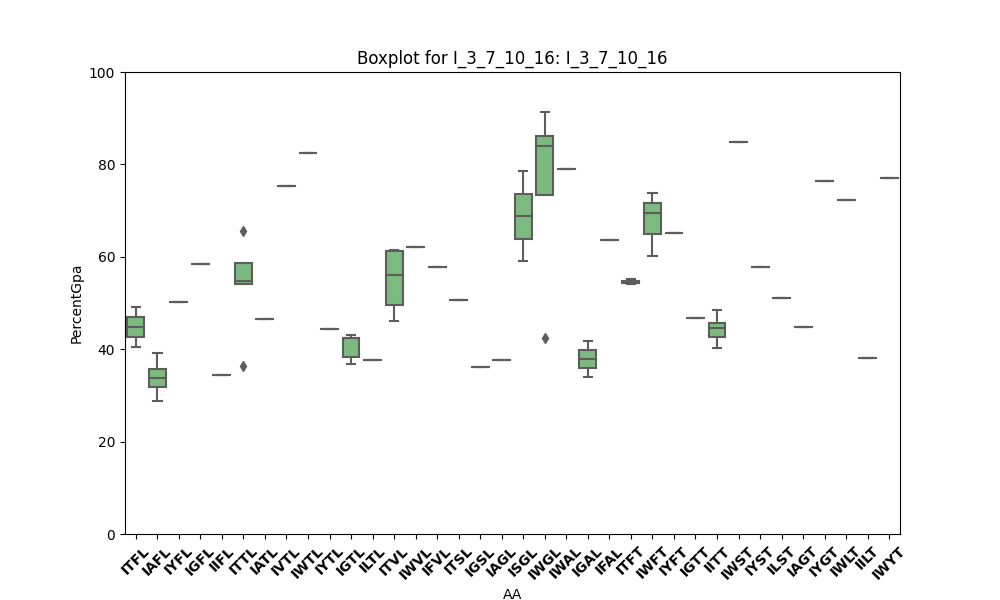 Boxplot for I_3_7_10_16: I_3_7_10_16
100
80
60
40
20
0
PercentGpa
ITFL IAFL IYFL IGFL IIFL ITTL IATL IVTL IWTL IYTL IGTL ILTL ITVL IWVL IFVL ITSL IGSL IAGL ISGL IWGL IWAL IGAL IFAL ITFT IWFT IYFT IGTT IITT IWST IYST ILST IAGT IYGT IWLT IILT IWYT
AA